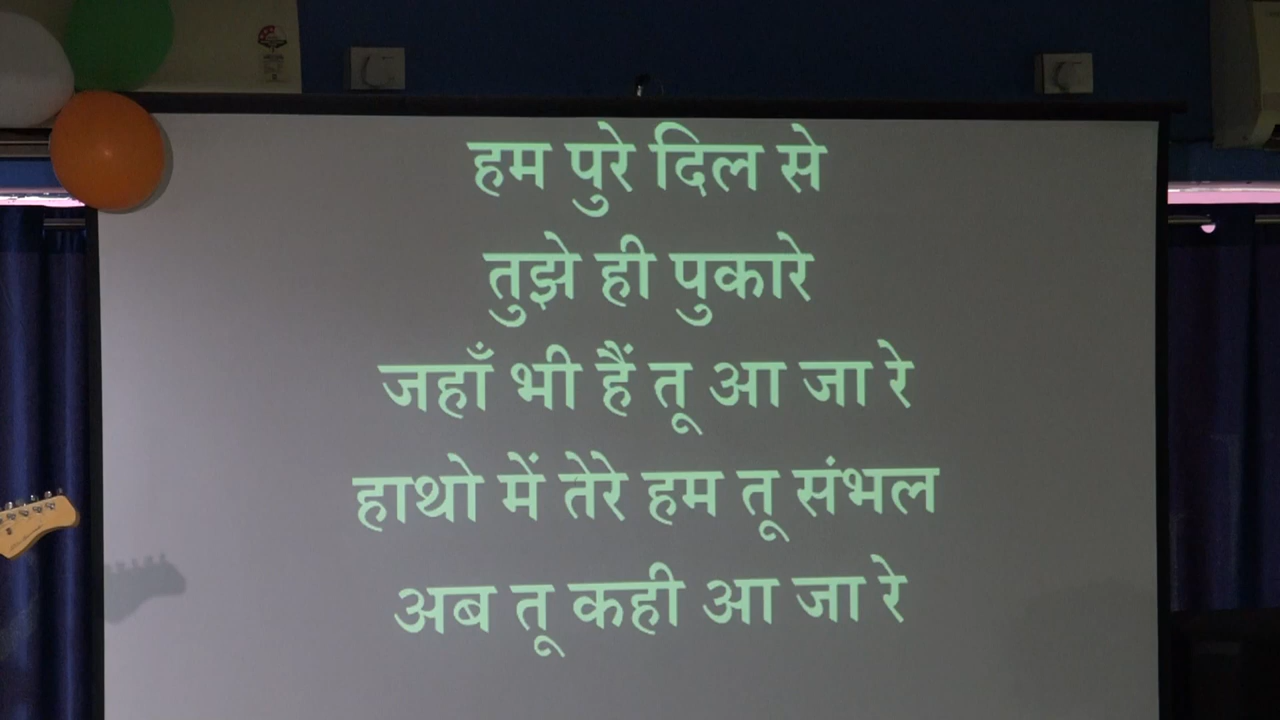 हम पुरे दिल से
तुझे ही पुकारे
जहाँ भी हैं तू आ जा रे
हाथो में तेरे हम तू संभल
अब तू कही आ जा रे